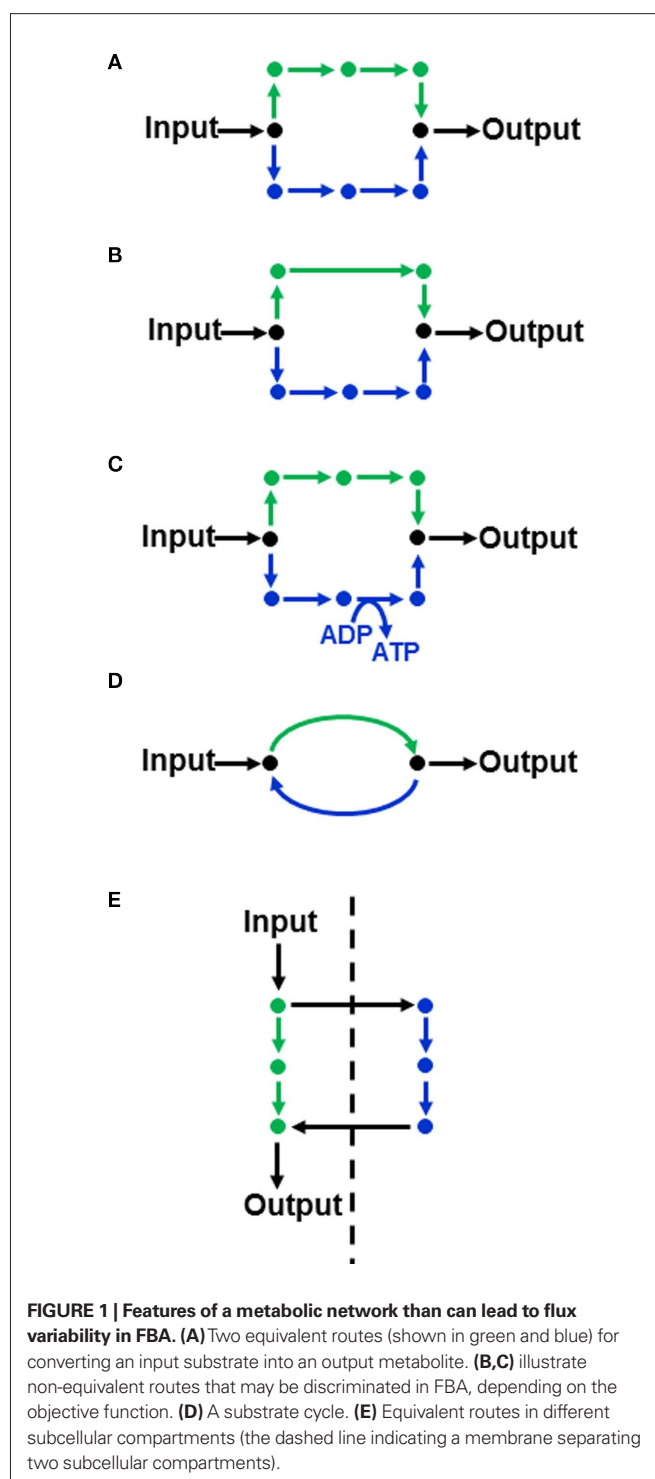 A
Input
Output
B
Input
Output
C
Input
Output
ADP
ATP
D
Input
Output
E
Input
Output
FIGURE 1 | Features of a metabolic network than can lead to flux
variability in FBA. (A) Two equivalent routes (shown in green and blue) for
converting an input substrate into an output metabolite. (B,C) illustrate
non-equivalent routes that may be discriminated in FBA, depending on the
objective function. (D) A substrate cycle. (E) Equivalent routes in different
subcellular compartments (the dashed line indicating a membrane separating
two subcellular compartments).